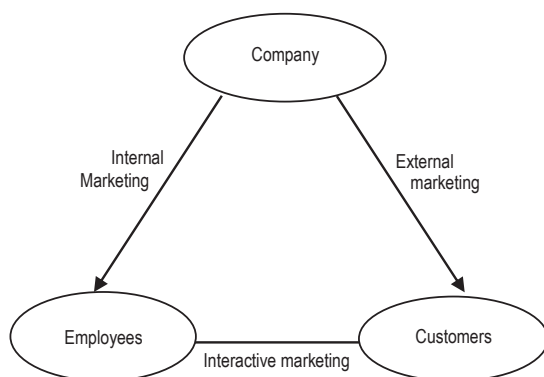 Company
Internal
Marketing
External
marketing
Employees
Customers
Interactive marketing